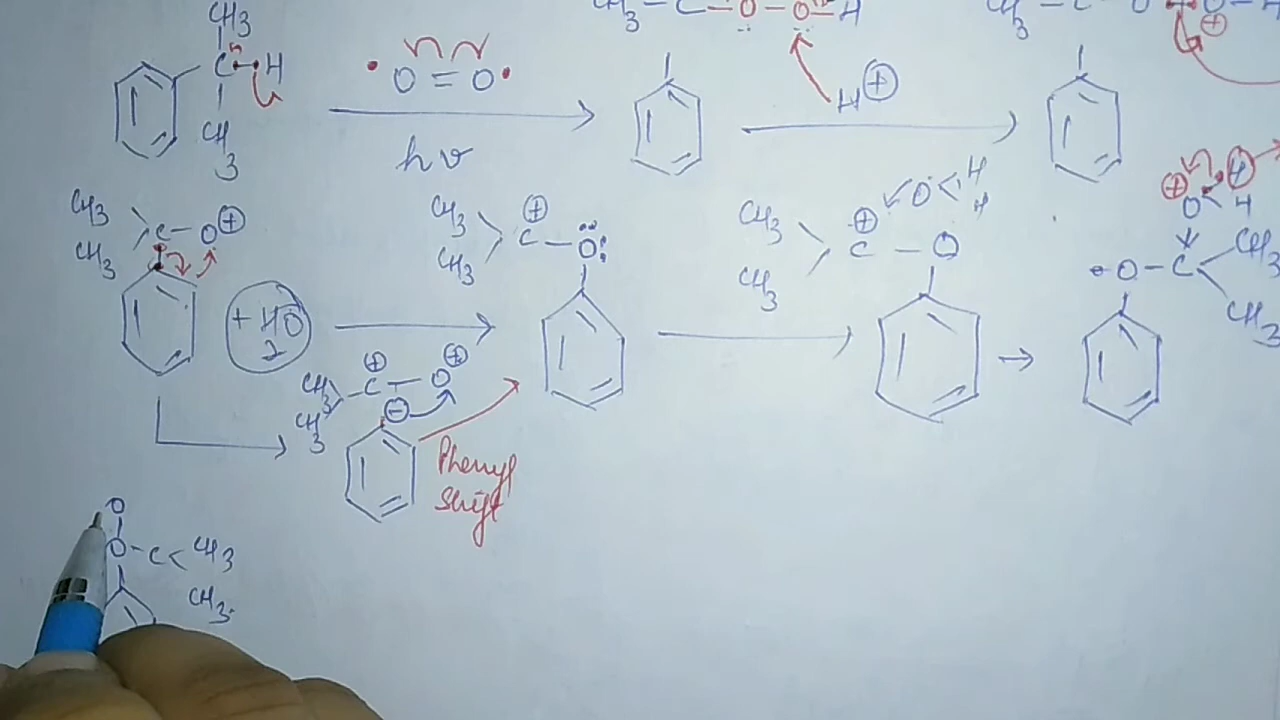 CH3
CH3 — C — O — O — H
CH3 — C O H O — H ⊕
C H
• O = O •
CH3
hν
H ⊕
CH3 C — O ⊕
CH3
+ H2O
CH3 C ⊕ — O
CH3
CH3 C ⊕ — O
CH3
O H
H
⊕ O H
H
O — C CH3
CH3
CH3 C ⊕ — O ⊕
CH3
⊖
Phenyl
Shift
O
O — C < CH3
CH3